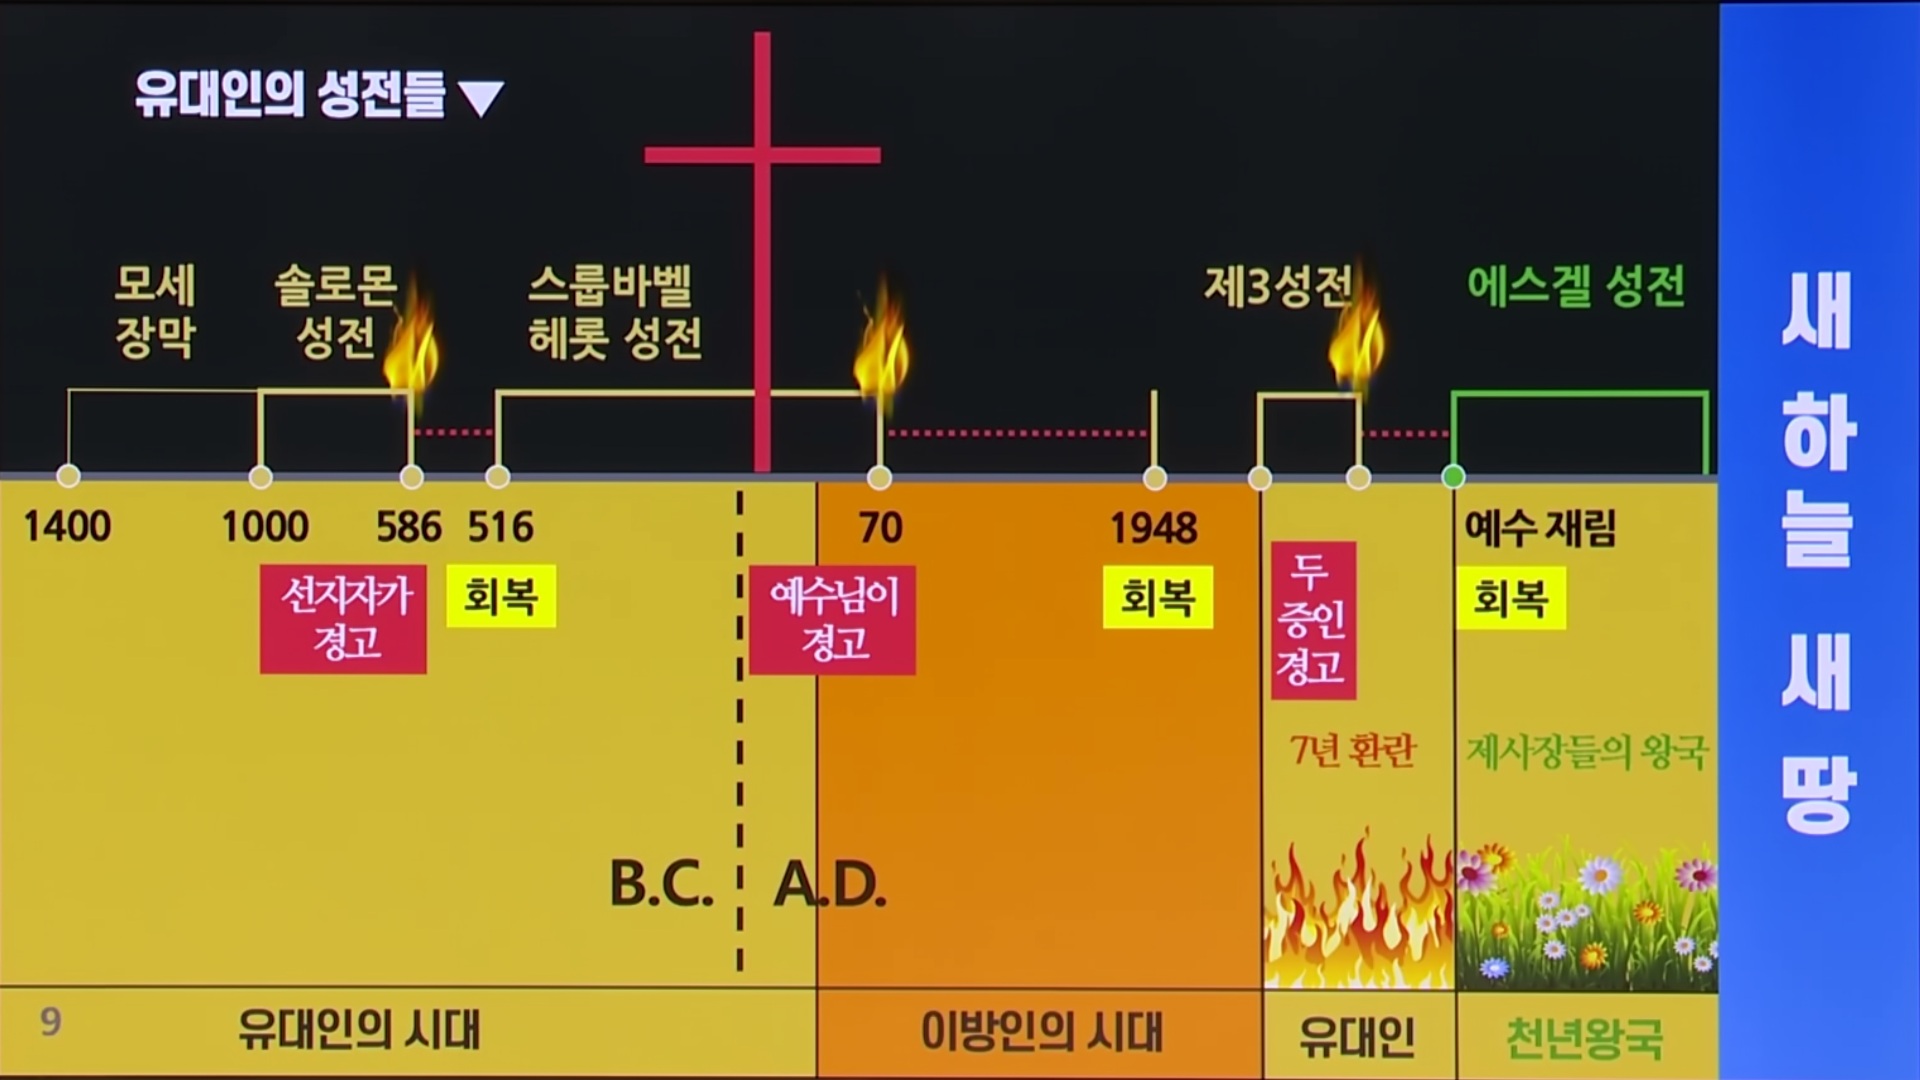 유대인의 성전들 ▼
모세
장막
솔로몬
성전
스룹바벨
헤롯 성전
제3성전
에스겔 성전
1400
1000
586
516
70
1948
예수 재림
선지자가
경고
회복
예수님이
경고
회복
두
증인
경고
회복
7년 환란
제사장들의 왕국
B.C.
A.D.
9
유대인의 시대
이방인의 시대
유대인
천년왕국
새
하
늘
새
땅